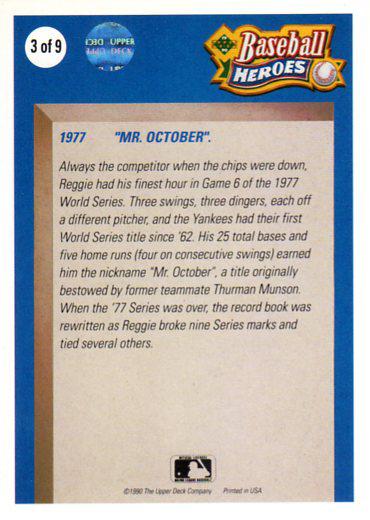 3 of 9
UPPER
DECK
Baseball
HEROES
1977 "MR. OCTOBER".
Always the competitor when the chips were down,
Reggie had his finest hour in Game 6 of the 1977
World Series. Three swings, three dingers, each off
a different pitcher, and the Yankees had their first
World Series title since '62. His 25 total bases and
five home runs (four on consecutive swings) earned
him the nickname "Mr. October", a title originally
bestowed by former teammate Thurman Munson.
When the '77 Series was over, the record book was
rewritten as Reggie broke nine Series marks and
tied several others.
©1990 The Upper Deck Company Printed in USA